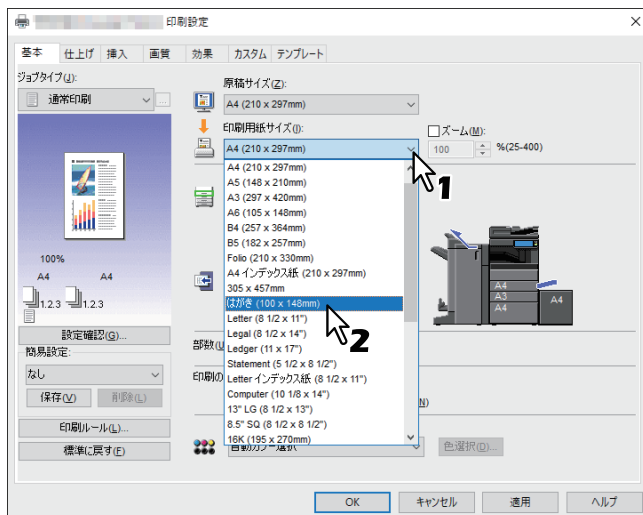 印刷設定
基本 仕上げ 挿入 画質 効果 カスタム テンプレート
ジョブタイプ(J):
通常印刷
...
100%
A4 A4
1.2.3 1.2.3
設定確認(G)...
簡易設定:
なし
保存(V) 削除(L)
印刷ルール(L)...
標準に戻す(F)
原稿サイズ(Z):
A4 (210 x 297mm)
印刷用紙サイズ(I):
A4 (210 x 297mm)
ズーム(M):
100 %(25-400)
1
A4 (210 x 297mm)
A5 (148 x 210mm)
A3 (297 x 420mm)
A6 (105 x 148mm)
B4 (257 x 364mm)
B5 (182 x 257mm)
Folio (210 x 330mm)
A4 インデックス紙 (210 x 297mm)
305 x 457mm
はがき (100 x 148mm)
2
Letter (8 1/2 x 11")
Legal (8 1/2 x 14")
Ledger (11 x 17")
Statement (5 1/2 x 8 1/2")
Letter インデックス紙 (8 1/2 x 11")
Computer (10 1/8 x 14")
13" LG (8 1/2 x 13")
8.5" SQ (8 1/2 x 8 1/2")
16K (195 x 270mm)
A4
A3
A4
A4
部数(U
印刷の
N)
自動カラー選択
色選択(D)...
OK キャンセル 適用 ヘルプ